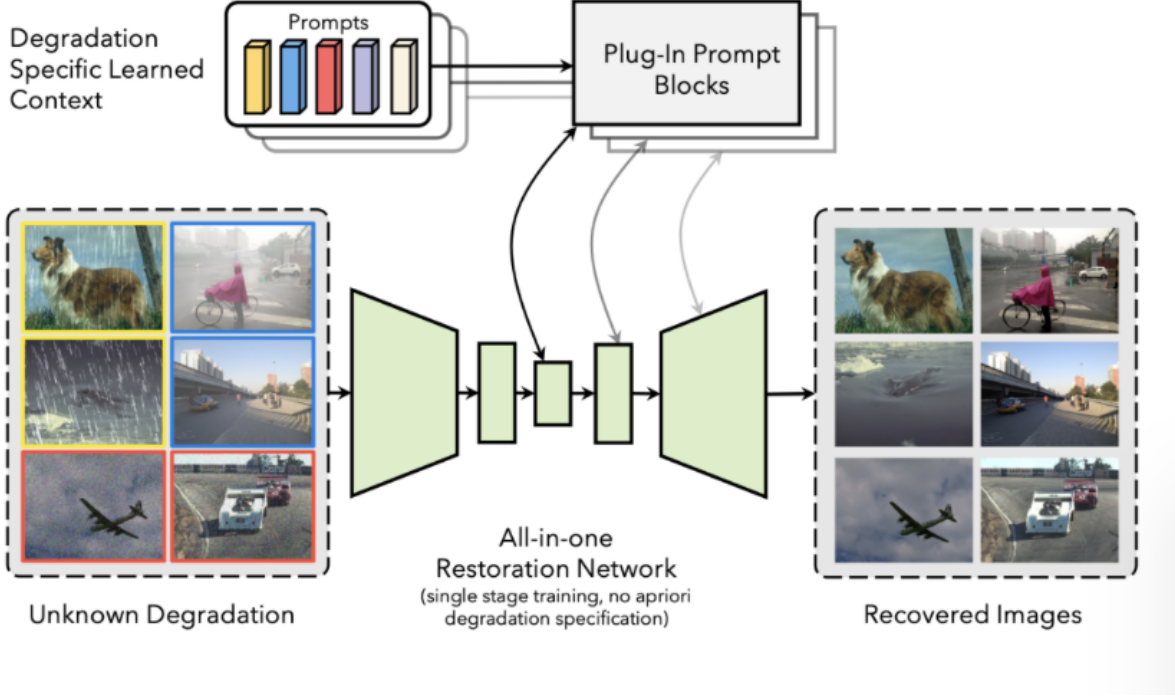 Degradation
Specific Learned
Context
Prompts
Plug-In Prompt
Blocks
All-in-one
Restoration Network
(single stage training, no apriori
degradation specification)
Unknown Degradation
Recovered Images